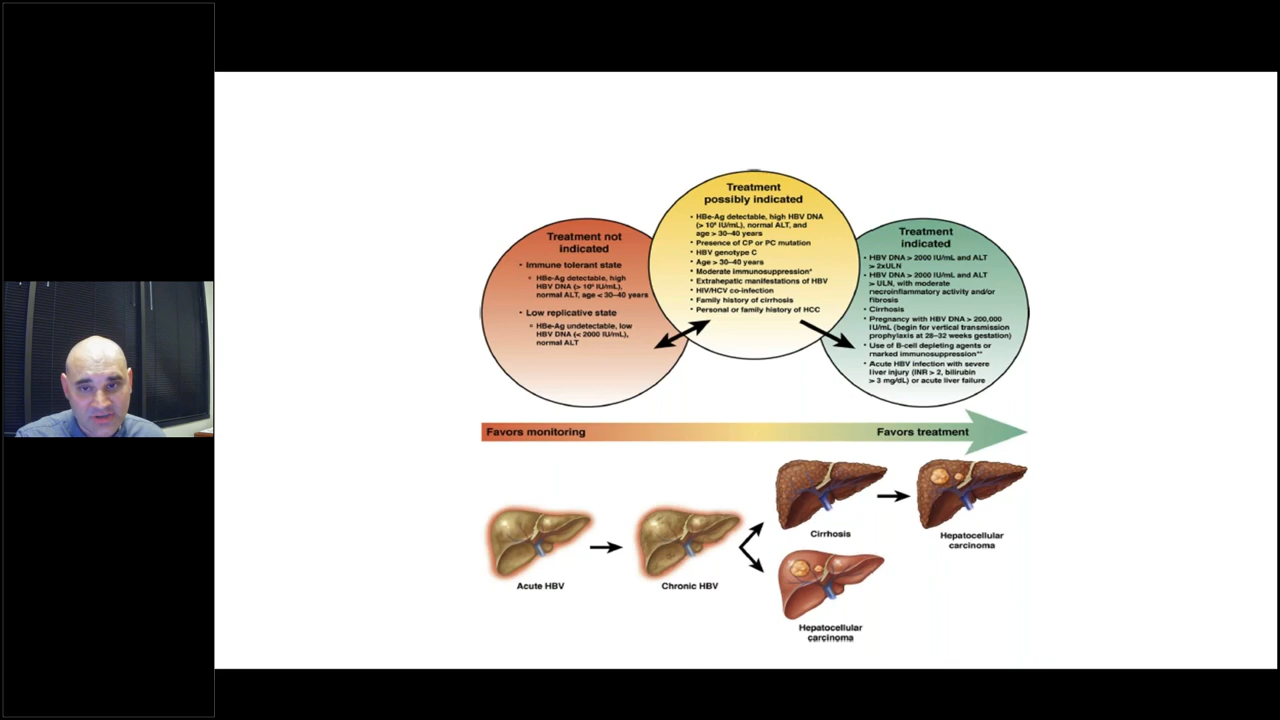 Treatment not
indicated
• Immune tolerant state
• HBe-Ag detectable, high
HBV DNA (> 10⁶ IU/mL),
normal ALT, age < 30–40 years
• Low replicative state
• HBe-Ag undetectable, low
HBV DNA (< 2000 IU/mL),
normal ALT
Treatment
possibly indicated
• HBe-Ag detectable, high HBV DNA
(> 10⁶ IU/mL), normal ALT, and
age > 30–40 years
• Presence of CP or PC mutation
• HBV genotype C
• Age > 30–40 years
• Moderate immunosuppression*
• Extrahepatic manifestations of HBV
• HIV/HCV co-infection
• Family history of cirrhosis
• Personal or family history of HCC
Treatment
indicated
• HBV DNA > 2000 IU/mL and ALT
> 2xULN
• HBV DNA > 2000 IU/mL and ALT
> ULN, with moderate
necroinflammatory activity and/or
fibrosis
• Cirrhosis
• Pregnancy with HBV DNA > 200,000
IU/mL (begin for vertical transmission
prophylaxis at 28–32 weeks gestation)
• Use of B-cell depleting agents or
marked immunosuppression**
• Acute HBV infection with severe
liver injury (INR > 2, bilirubin
> 3 mg/dL) or acute liver failure
Favors monitoring
Favors treatment
Acute HBV
Chronic HBV
Cirrhosis
Hepatocellular
carcinoma
Hepatocellular
carcinoma